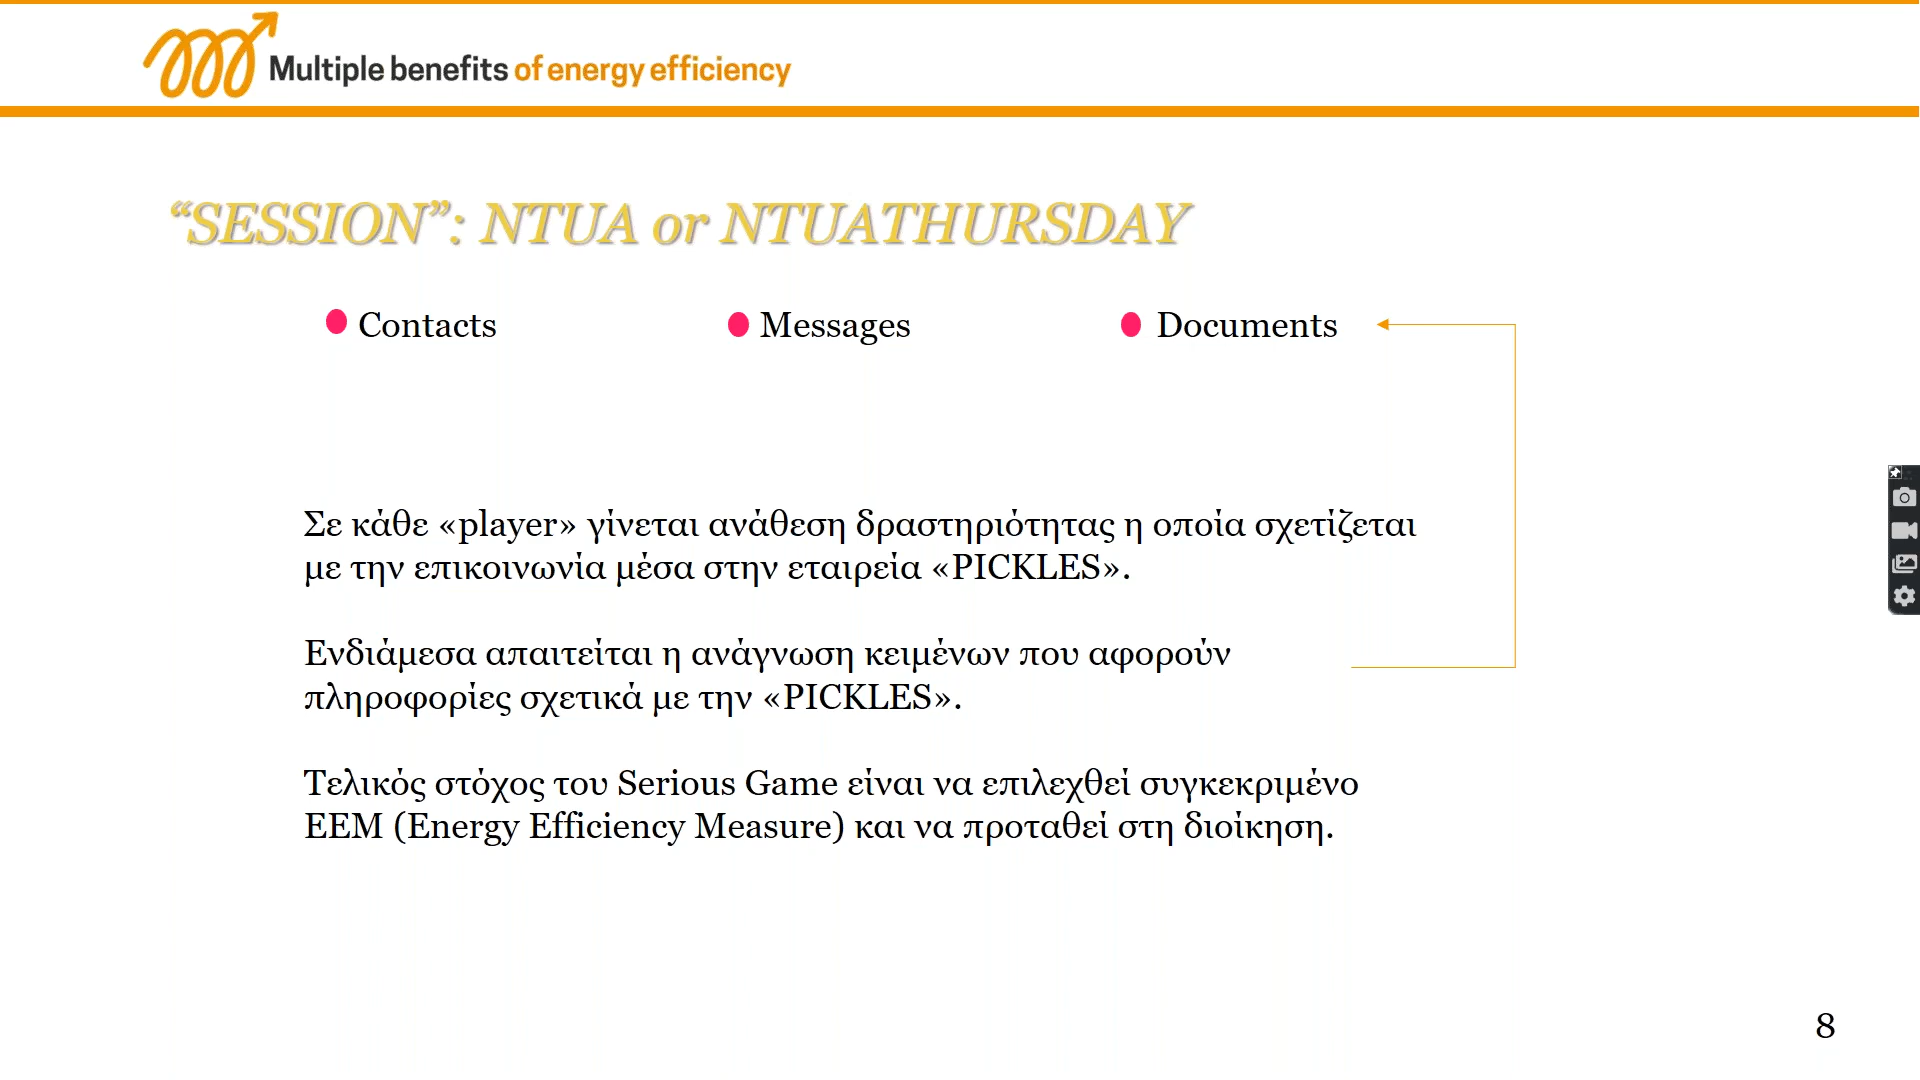 Multiple benefits of energy efficiency
“SESSION”: NTUA or NTUATHURSDAY
Contacts
Messages
Documents
Σε κάθε «player» γίνεται ανάθεση δραστηριότητας η οποία σχετίζεται
με την επικοινωνία μέσα στην εταιρεία «PICKLES».
Ενδιάμεσα απαιτείται η ανάγνωση κειμένων που αφορούν
πληροφορίες σχετικά με την «PICKLES».
Τελικός στόχος του Serious Game είναι να επιλεχθεί συγκεκριμένο
EEM (Energy Efficiency Measure) και να προταθεί στη διοίκηση.
8